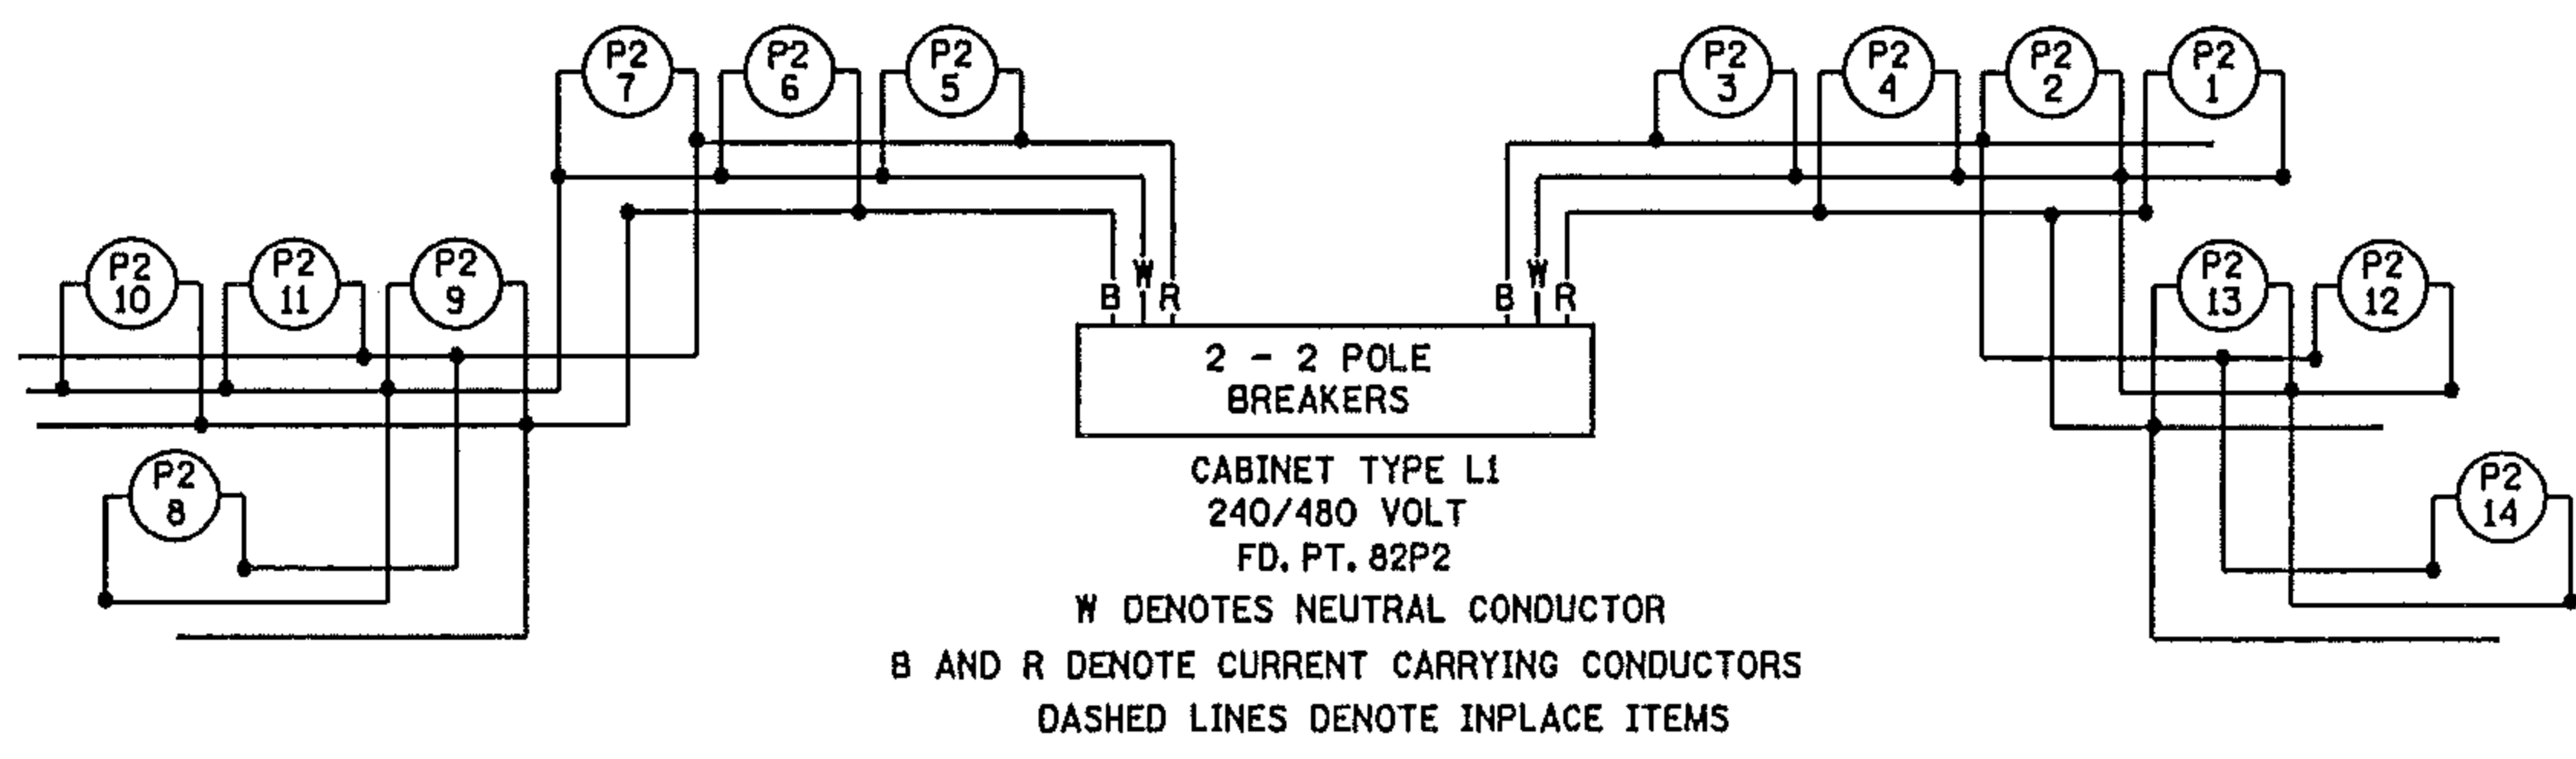 P2
7
P2
6
P2
5
P2
3
P2
4
P2
2
P2
1
P2
10
P2
11
P2
9
P2
13
P2
12
B W R
B W R
2 - 2 POLE
BREAKERS
P2
8
P2
14
CABINET TYPE L1
240/480 VOLT
FD. PT. 82P2
W DENOTES NEUTRAL CONDUCTOR
B AND R DENOTE CURRENT CARRYING CONDUCTORS
DASHED LINES DENOTE INPLACE ITEMS